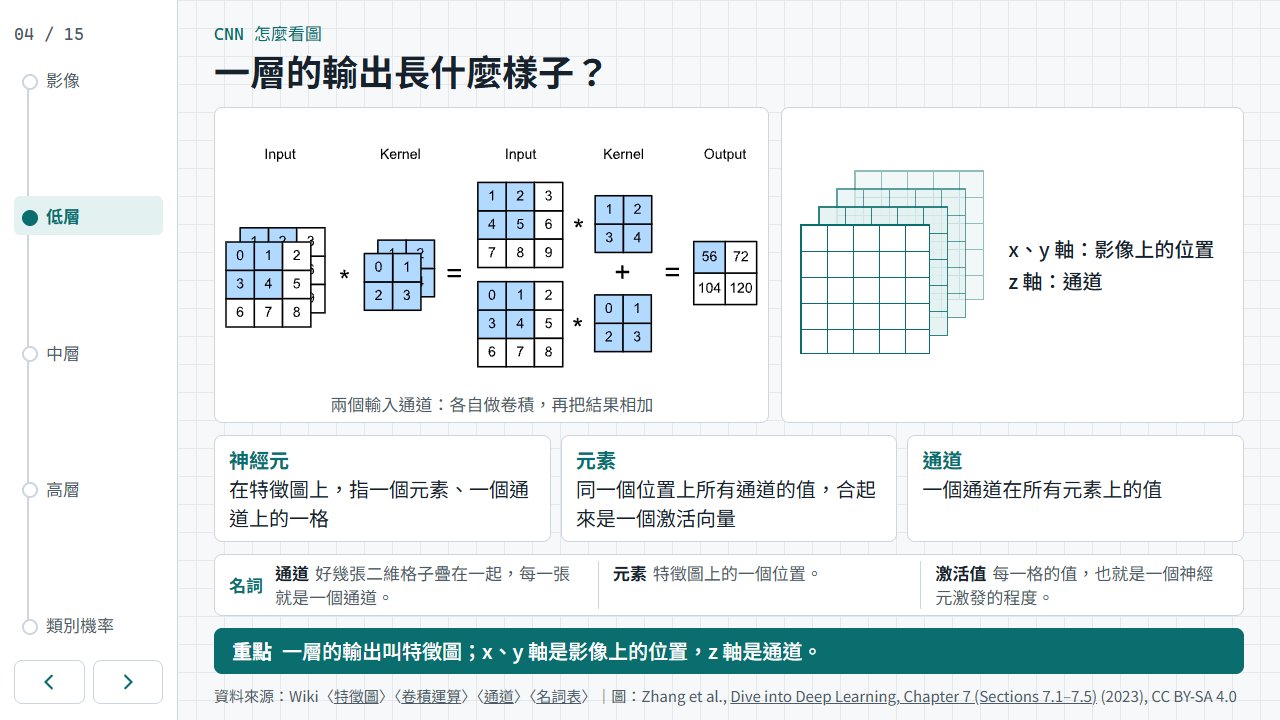 04 / 15
影像
低層
中層
高層
類別機率
CNN 怎麼看圖
一層的輸出長什麼樣子？
Input Kernel Input Kernel Output
1 2 3
4 5 6
7 8 9
*
1 2
3 4
1 2 3
0 1 2
3 4 5
6 7 8
*
1 2
0 1
2 3
=
+
=
56 72
104 120
0 1 2
3 4 5
6 7 8
*
0 1
2 3
兩個輸入通道：各自做卷積，再把結果相加
x、y 軸：影像上的位置
z 軸：通道
神經元
在特徵圖上，指一個元素、一個通
道上的一格
元素
同一個位置上所有通道的值，合起
來是一個激活向量
通道
一個通道在所有元素上的值
名詞
通道 好幾張二維格子疊在一起，每一張
就是一個通道。
元素 特徵圖上的一個位置。
激活值 每一格的值，也就是一個神經
元激發的程度。
重點 一層的輸出叫特徵圖；x、y 軸是影像上的位置，z 軸是通道。
資料來源：Wiki〈特徵圖〉〈卷積運算〉〈通道〉〈名詞表〉｜圖：Zhang et al., Dive into Deep Learning, Chapter 7 (Sections 7.1–7.5) (2023), CC BY-SA 4.0